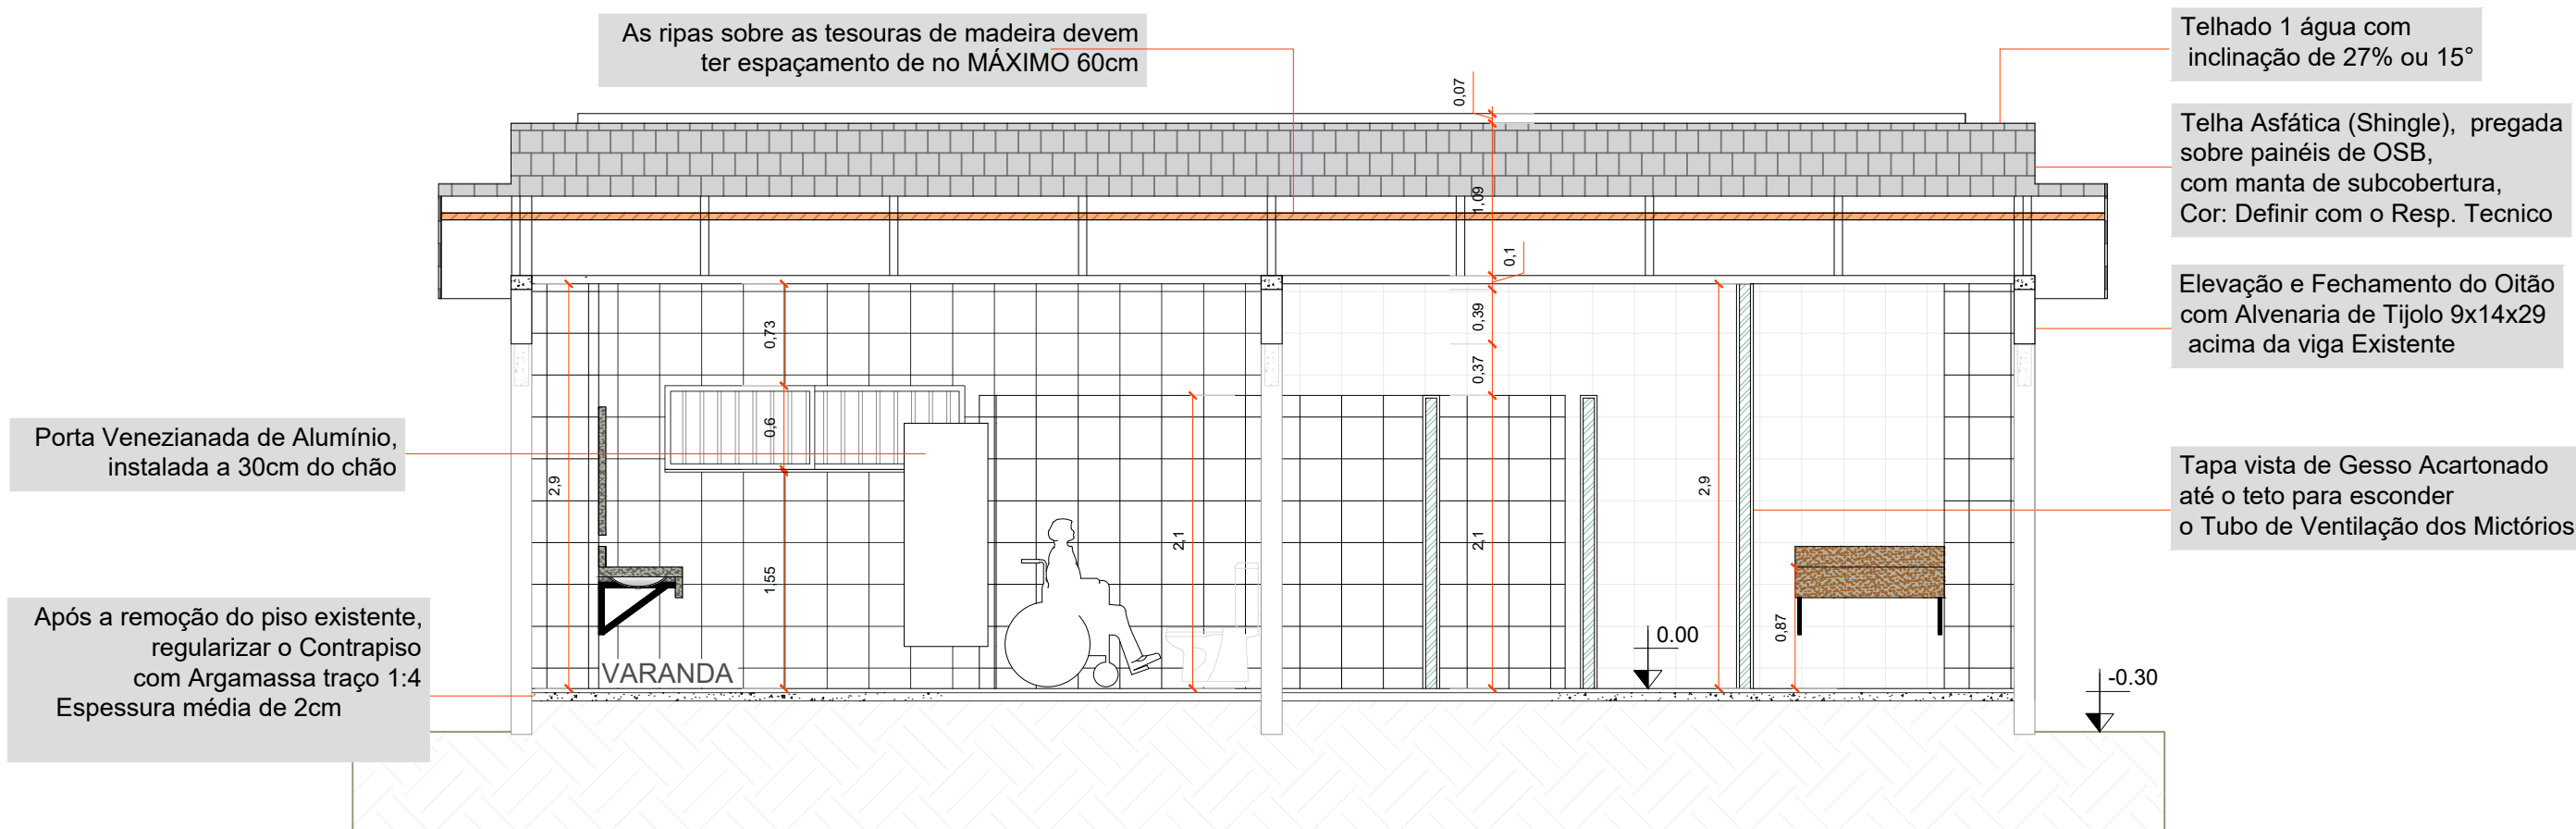 As ripas sobre as tesouras de madeira devem
ter espaçamento de no MÁXIMO 60cm
Telhado 1 água com
inclinação de 27% ou 15°
Telha Asfática (Shingle), pregada
sobre painéis de OSB,
com manta de subcobertura,
Cor: Definir com o Resp. Tecnico
Elevação e Fechamento do Oitão
com Alvenaria de Tijolo 9x14x29
acima da viga Existente
Tapa vista de Gesso Acartonado
até o teto para esconder
o Tubo de Ventilação dos Mictórios
Porta Venezianada de Alumínio,
instalada a 30cm do chão
Após a remoção do piso existente,
regularizar o Contrapiso
com Argamassa traço 1:4
Espessura média de 2cm
0,07
1,09
0,1
0,39
0,37
2,1
2,9
0,73
0,6
1,55
2,1
2,9
0,87
VARANDA
0.00
-0.30